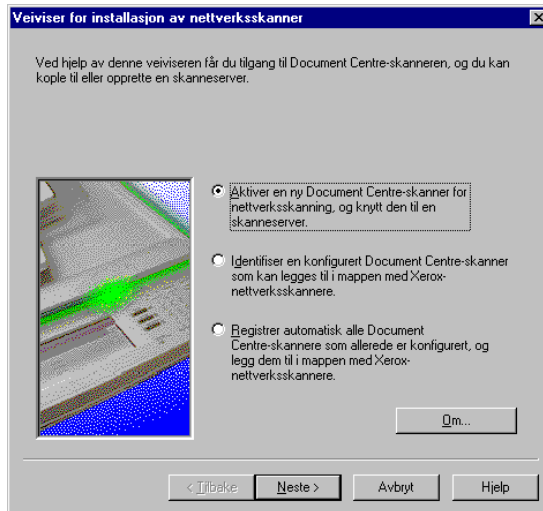 Veiviser for installasjon av nettverksskanner
Ved hjelp av denne veiviseren får du tilgang til Document Centre-skanneren, og du kan
kople til eller opprette en skanneserver.
Aktiver en ny Document Centre-skanner for
nettverksskanning, og knytt den til en
skanneserver.
Identifiser en konfigurert Document Centre-skanner
som kan legges til i mappen med Xerox-
nettverksskannere.
Registrer automatisk alle Document
Centre-skannere som allerede er konfigurert, og
legg dem til i mappen med Xerox-
nettverksskannere.
Om...
< Tilbake
Neste >
Avbryt
Hjelp